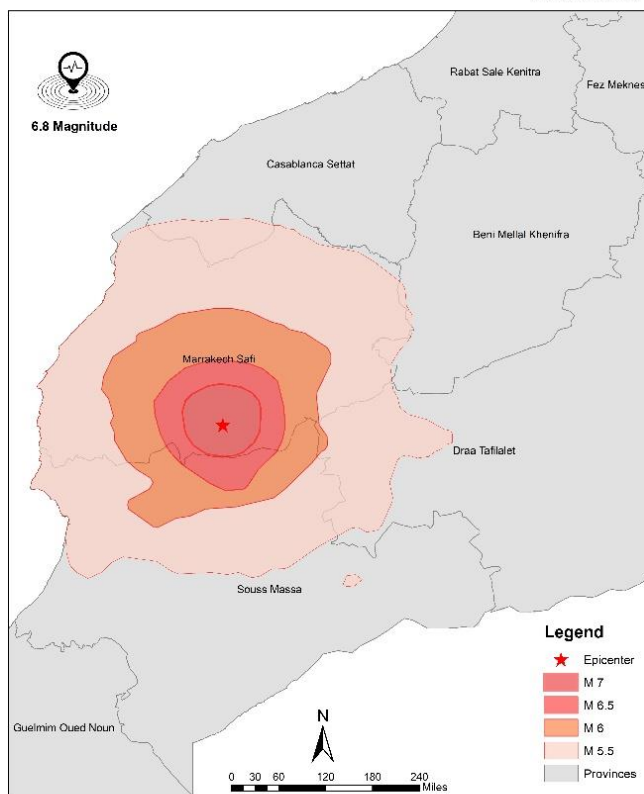 6.8 Magnitude
Rabat Sale Kenitra
Fez Meknes
Casablanca Settat
Beni Mellal Khenifra
Marrakech Safi
Draa Tafilalet
Souss Massa
Guelmim Oued Noun
Legend
Epicenter
M 7
M 6.5
M 6
M 5.5
Provinces
N
0 30 60 120 180 240
Miles